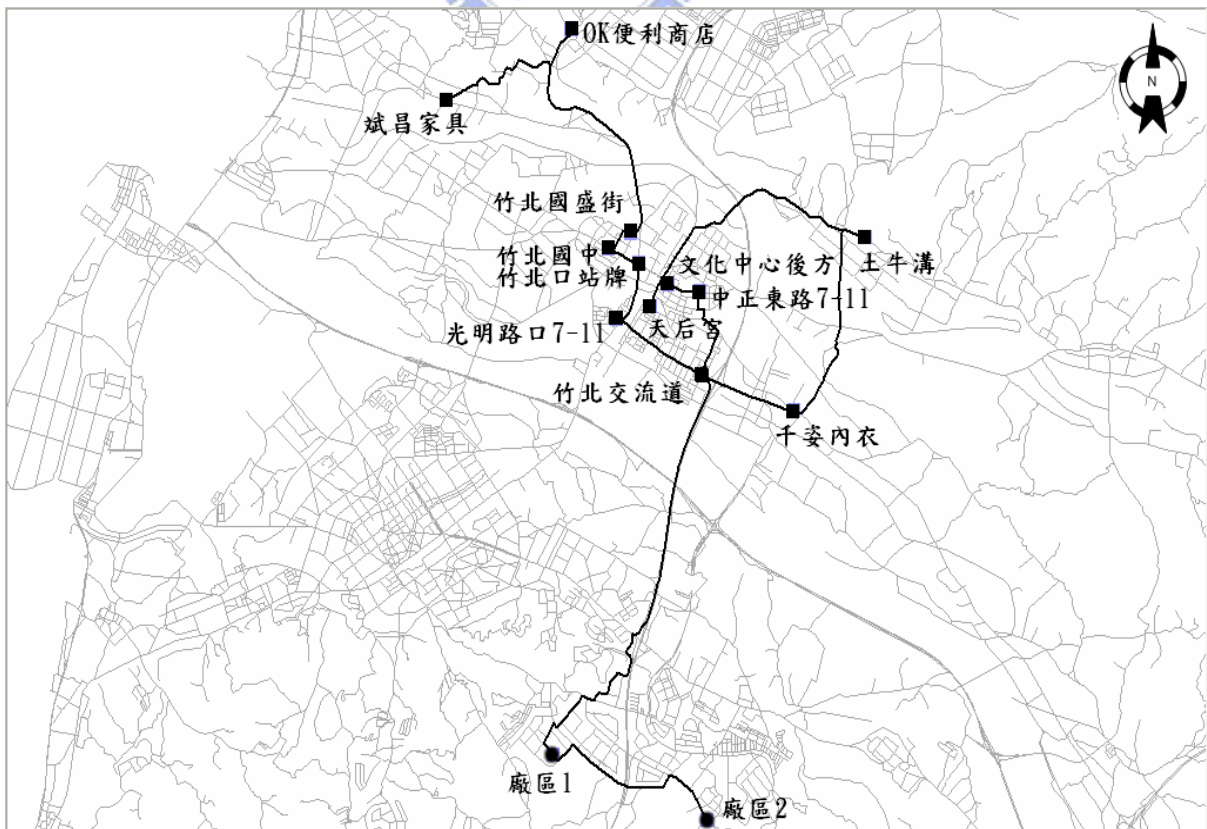 OK便利商店
N
斌昌家具
竹北國盛街
竹北國中
竹北口站牌
文化中心後方
土牛溝
中正東路7-11
光明路口7-11
天后宮
竹北交流道
千姿內衣
廠區1
廠區2